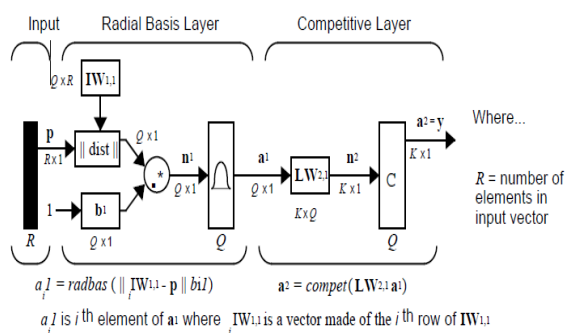 Input Radial Basis Layer Competitive Layer
Q×R IW1,1
p
R×1
|| dist ||
Q×1
1
b1
Q×1
.*
n1
Q×1
a1
Q×1
LW2,1
K×Q
n2
K×1
C
a2 = y
K×1
Where...
R = number of
elements in
input vector
R Q Q
ai1 = radbas ( || iIW1,1 - p || bi1) a2 = compet(LW2,1 a1)
ai1 is i th element of a1 where iIW1,1 is a vector made of the i th row of IW1,1